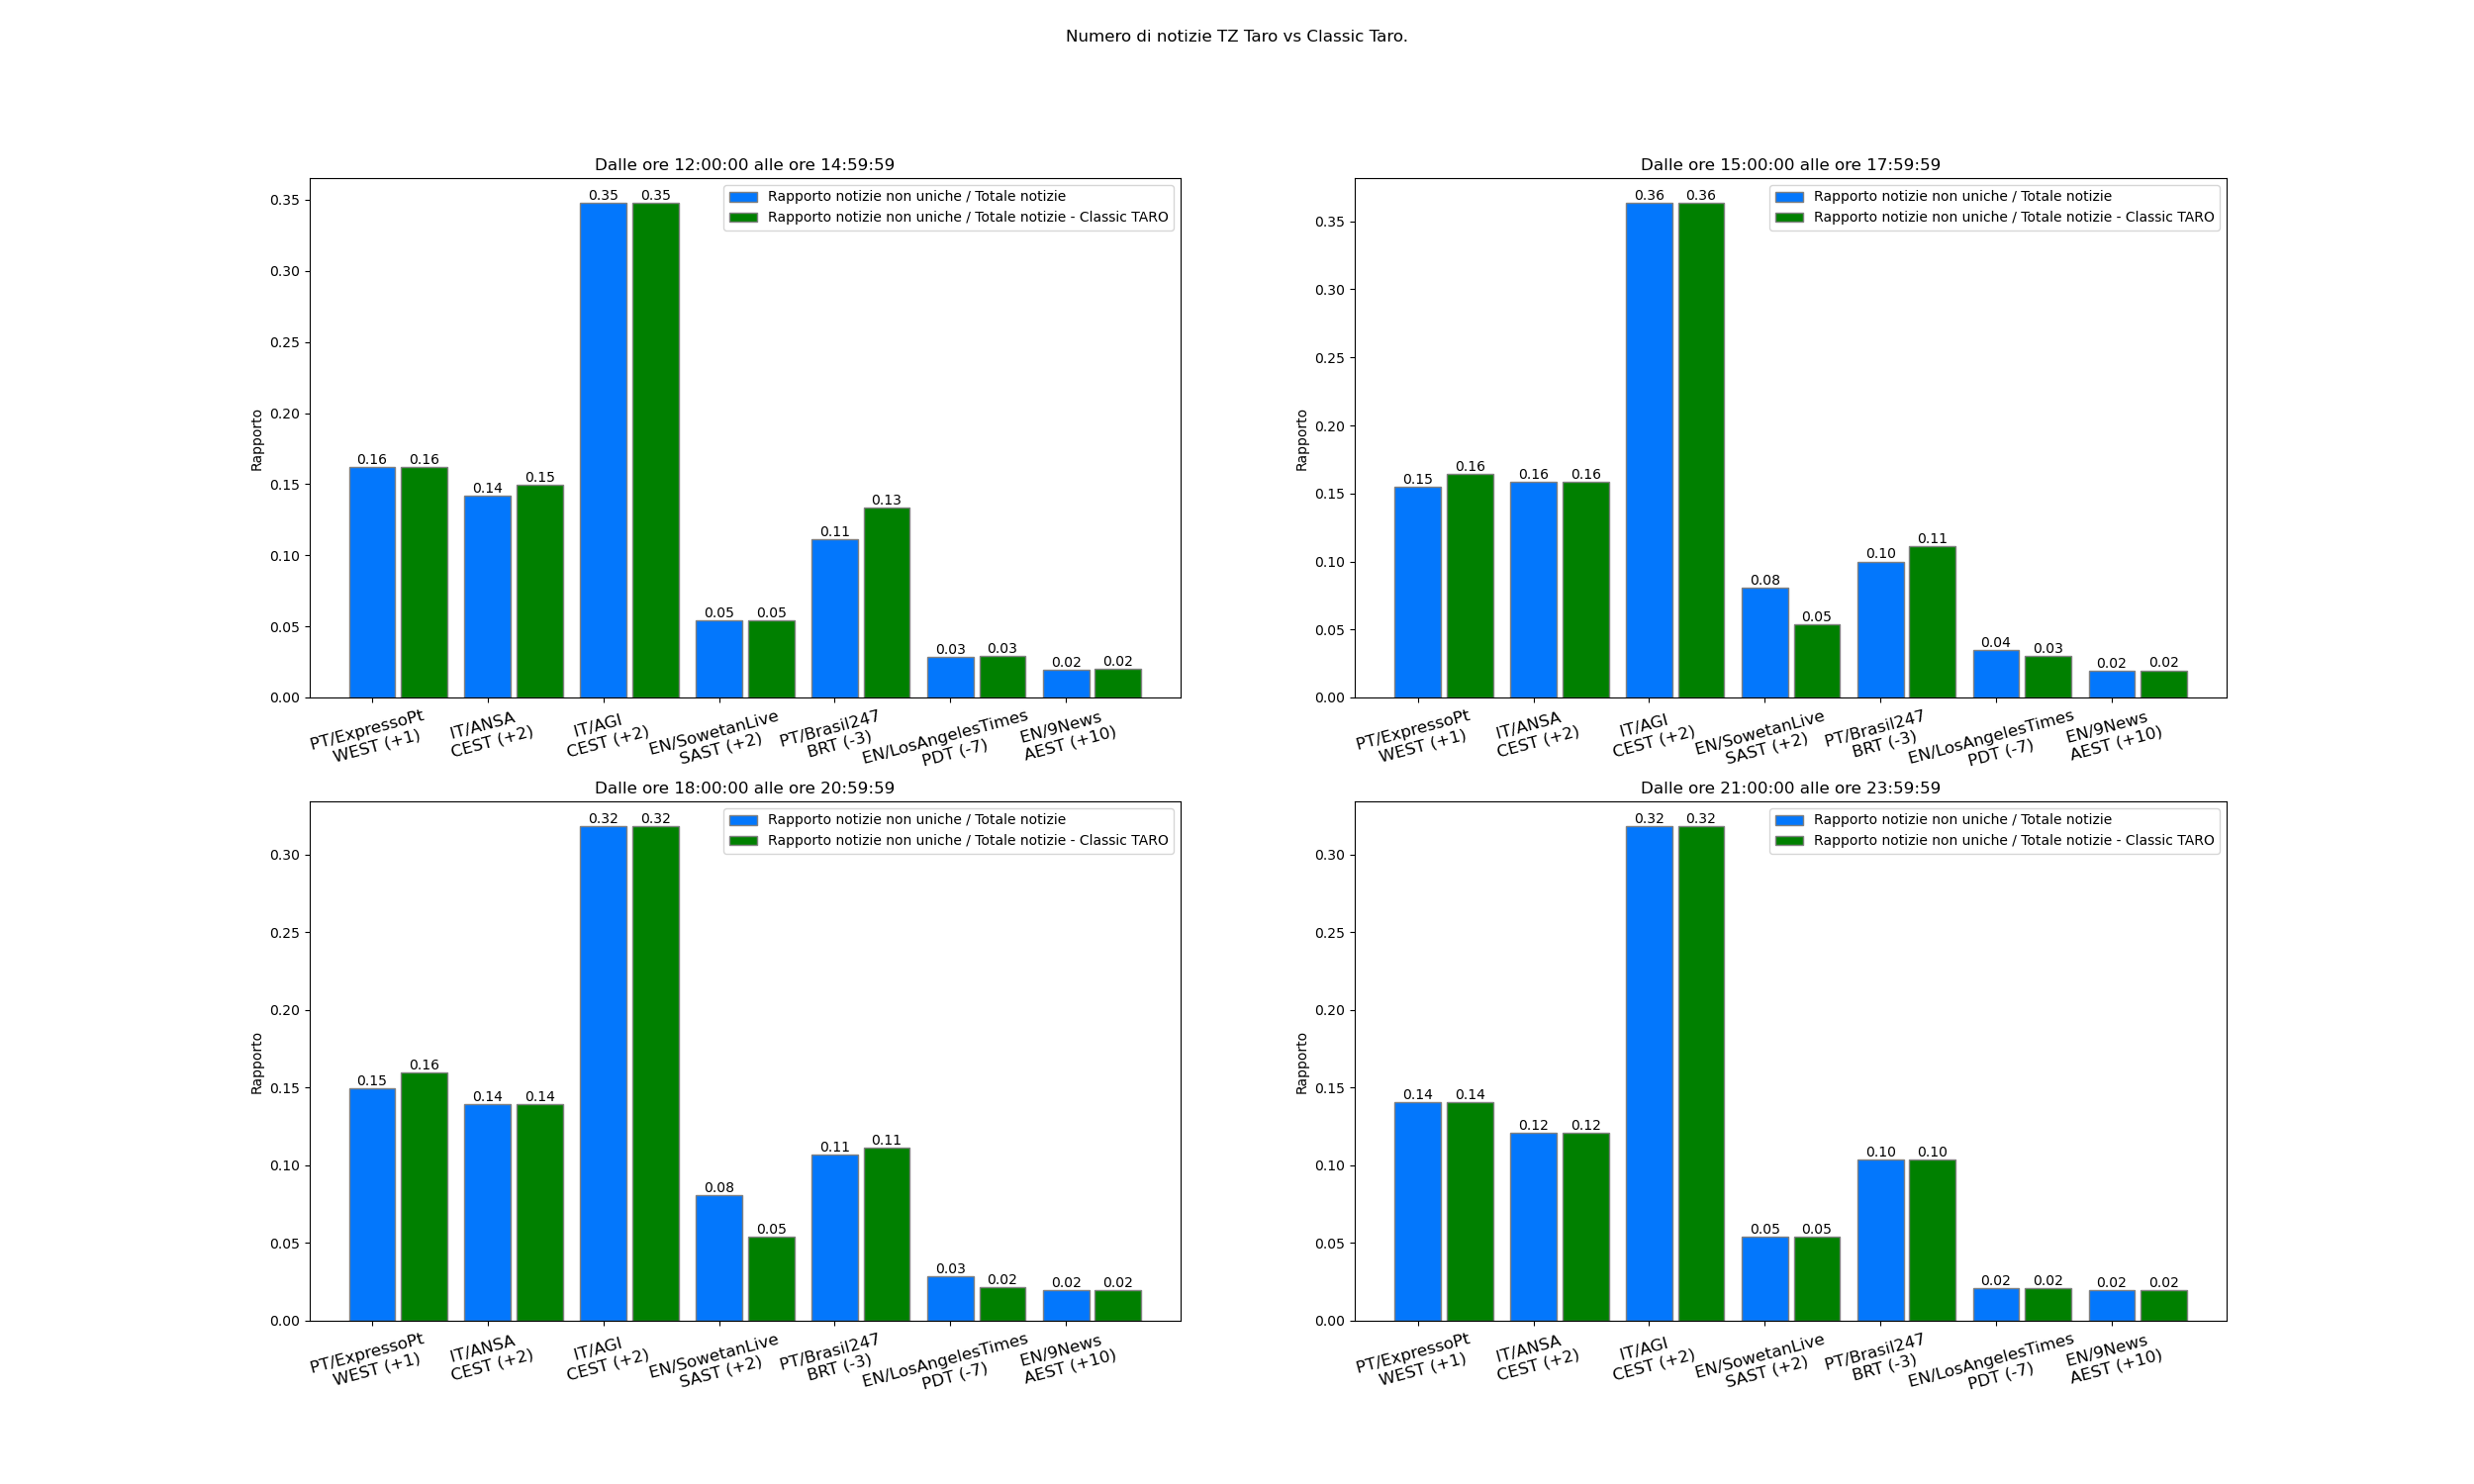 Numero di notizie TZ Taro vs Classic Taro.
Dalle ore 12:00:00 alle ore 14:59:59
Rapporto notizie non uniche / Totale notizie
Rapporto notizie non uniche / Totale notizie - Classic TARO
Rapporto
0.35
0.30
0.25
0.20
0.15
0.10
0.05
0.00
0.16 0.16 0.14 0.15 0.35 0.35 0.05 0.05 0.11 0.13 0.03 0.03 0.02 0.02
PT/ExpressoPt
WEST (+1)
IT/ANSA
CEST (+2)
IT/AGI
CEST (+2)
EN/SowetanLive
SAST (+2)
PT/Brasil247
BRT (-3)
EN/LosAngelesTimes
PDT (-7)
EN/9News
AEST (+10)
Dalle ore 15:00:00 alle ore 17:59:59
Rapporto notizie non uniche / Totale notizie
Rapporto notizie non uniche / Totale notizie - Classic TARO
Rapporto
0.35
0.30
0.25
0.20
0.15
0.10
0.05
0.00
0.15 0.16 0.16 0.16 0.36 0.36 0.08 0.05 0.10 0.11 0.04 0.03 0.02 0.02
PT/ExpressoPt
WEST (+1)
IT/ANSA
CEST (+2)
IT/AGI
CEST (+2)
EN/SowetanLive
SAST (+2)
PT/Brasil247
BRT (-3)
EN/LosAngelesTimes
PDT (-7)
EN/9News
AEST (+10)
Dalle ore 18:00:00 alle ore 20:59:59
Rapporto notizie non uniche / Totale notizie
Rapporto notizie non uniche / Totale notizie - Classic TARO
Rapporto
0.30
0.25
0.20
0.15
0.10
0.05
0.00
0.15 0.16 0.14 0.14 0.32 0.32 0.08 0.05 0.11 0.11 0.03 0.02 0.02 0.02
PT/ExpressoPt
WEST (+1)
IT/ANSA
CEST (+2)
IT/AGI
CEST (+2)
EN/SowetanLive
SAST (+2)
PT/Brasil247
BRT (-3)
EN/LosAngelesTimes
PDT (-7)
EN/9News
AEST (+10)
Dalle ore 21:00:00 alle ore 23:59:59
Rapporto notizie non uniche / Totale notizie
Rapporto notizie non uniche / Totale notizie - Classic TARO
Rapporto
0.30
0.25
0.20
0.15
0.10
0.05
0.00
0.14 0.14 0.12 0.12 0.32 0.32 0.05 0.05 0.10 0.10 0.02 0.02 0.02 0.02
PT/ExpressoPt
WEST (+1)
IT/ANSA
CEST (+2)
IT/AGI
CEST (+2)
EN/SowetanLive
SAST (+2)
PT/Brasil247
BRT (-3)
EN/LosAngelesTimes
PDT (-7)
EN/9News
AEST (+10)